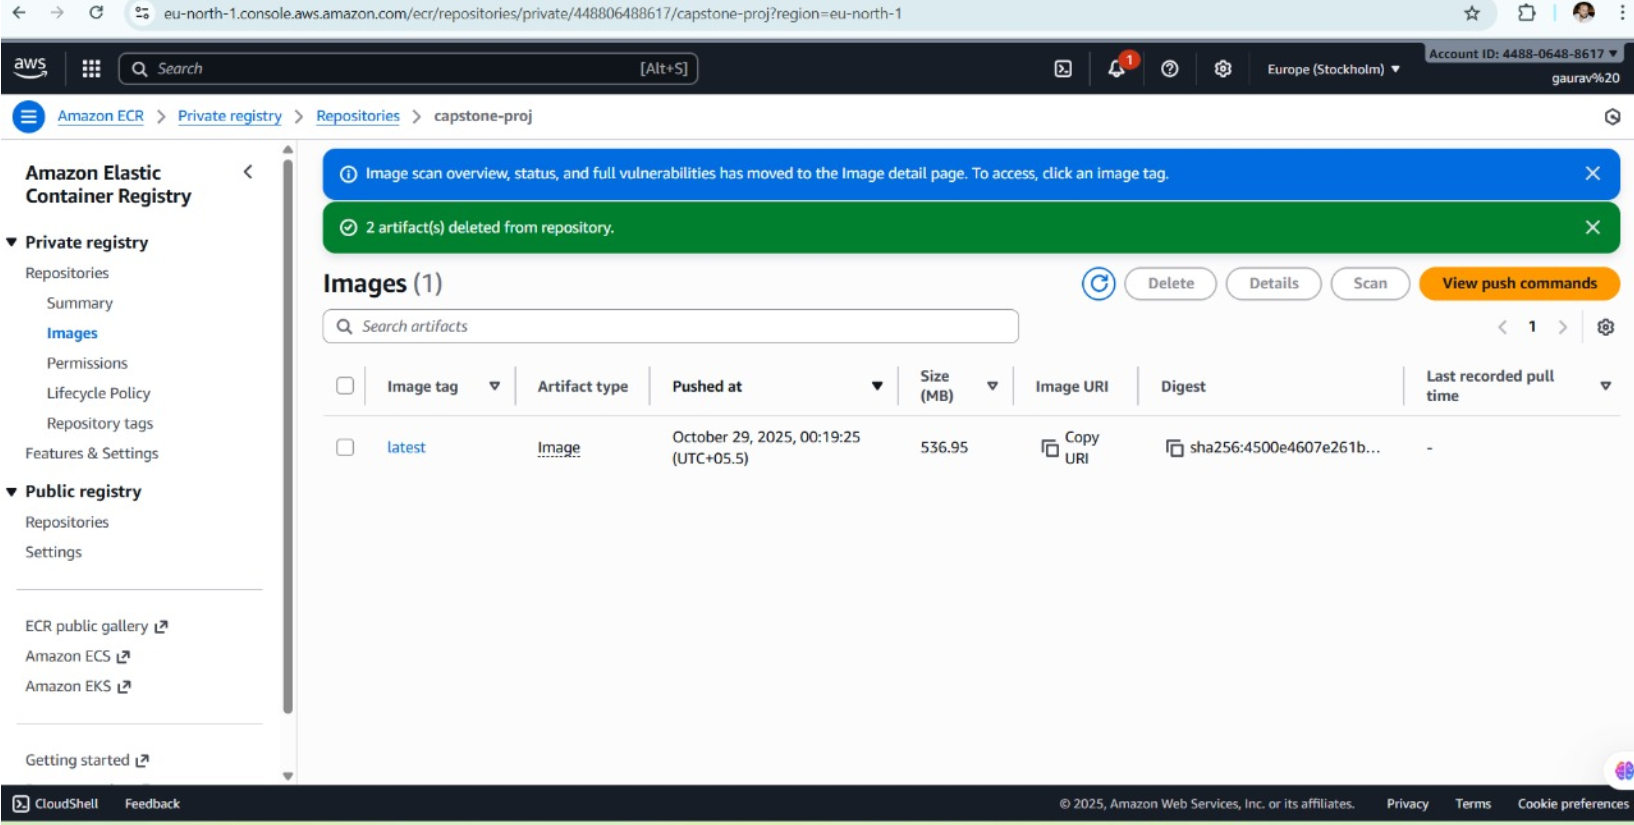 eu-north-1.console.aws.amazon.com/ecr/repositories/private/448806488617/capstone-proj?region=eu-north-1
aws
Search [Alt+S]
1
Europe (Stockholm)
Account ID: 4488-0648-8617
gaurav%20
Amazon ECR > Private registry > Repositories > capstone-proj
Amazon Elastic
Container Registry
Private registry
Repositories
Summary
Images
Permissions
Lifecycle Policy
Repository tags
Features & Settings
Public registry
Repositories
Settings
ECR public gallery
Amazon ECS
Amazon EKS
Getting started
Image scan overview, status, and full vulnerabilities has moved to the Image detail page. To access, click an image tag.
2 artifact(s) deleted from repository.
Images (1)
Delete
Details
Scan
View push commands
Search artifacts
1
Image tag
Artifact type
Pushed at
Size
(MB)
Image URI
Digest
Last recorded pull
time
latest
Image
October 29, 2025, 00:19:25
(UTC+05.5)
536.95
Copy
URI
sha256:4500e4607e261b...
-
CloudShell
Feedback
© 2025, Amazon Web Services, Inc. or its affiliates.
Privacy
Terms
Cookie preferences